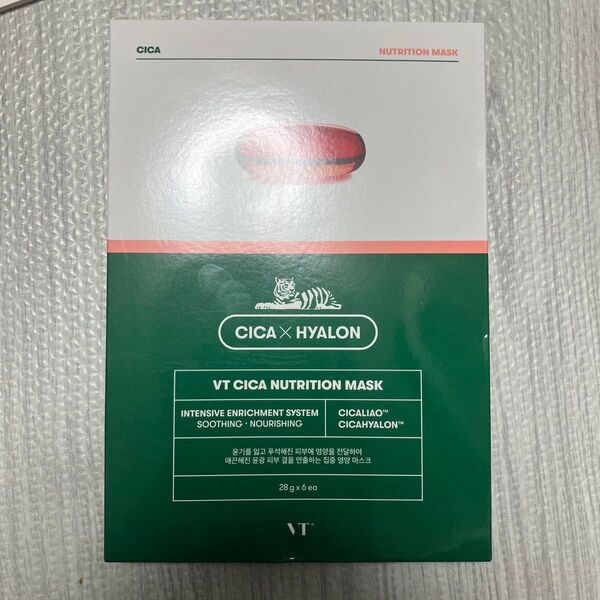 CICA
NUTRITION MASK
CICA × HYALON
VT CICA NUTRITION MASK
INTENSIVE ENRICHMENT SYSTEM
SOOTHING · NOURISHING
CICALIAO™
CICAHYALON™
윤기를 잃고 푸석해진 피부에 영양을 전달하여
매끈해진 윤광 피부 결을 연출하는 집중 영양 마스크
28 g x 6 ea
VT®